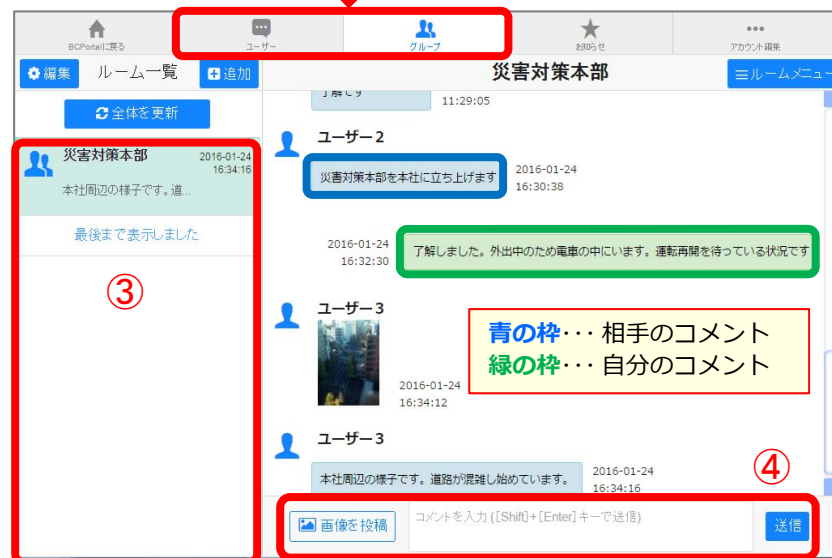 BCPortalに戻る
ユーザー
グループ
お知らせ
アカウント編集
編集
ルーム一覧
追加
災害対策本部
ルームメニュー
全体を更新
災害対策本部
2016-01-24
16:34:16
本社周辺の様子です。道...
最後まで表示しました
③
了解です
11:29:05
ユーザー2
災害対策本部を本社に立ち上げます
2016-01-24
16:30:38
2016-01-24
16:32:30
了解しました。外出中のため電車の中にいます。運転再開を待っている状況です
ユーザー3
2016-01-24
16:34:12
青の枠･･･ 相手のコメント
緑の枠･･･ 自分のコメント
ユーザー3
本社周辺の様子です。道路が混雑し始めています。
2016-01-24
16:34:16
④
画像を投稿
コメントを入力 ([Shift]+[Enter]キーで送信)
送信